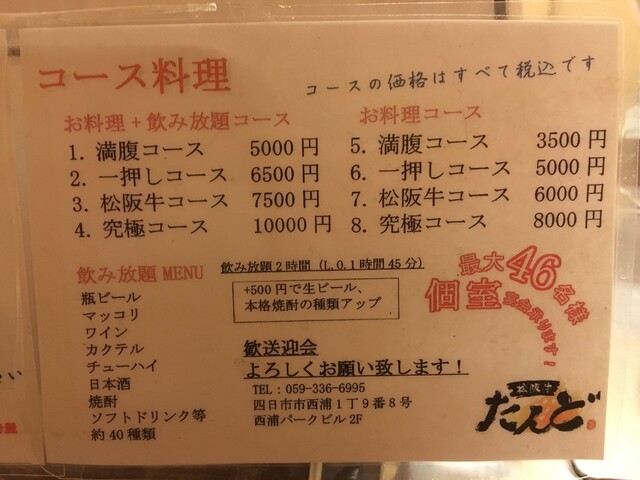 コース料理
コースの価格はすべて税込です
お料理+飲み放題コース
1. 満腹コース 5000円
2. 一押しコース 6500円
3. 松阪牛コース 7500円
4. 究極コース 10000円
お料理コース
5. 満腹コース 3500円
6. 一押しコース 5000円
7. 松阪牛コース 6000円
8. 究極コース 8000円
飲み放題MENU
瓶ビール
マッコリ
ワイン
カクテル
チューハイ
日本酒
焼酎
ソフトドリンク等
約40種類
飲み放題2時間 (L.O.1時間45分)
+500円で生ビール、
本格焼酎の種類アップ
最大46名様
個室
歓送迎会
よろしくお願い致します!
TEL:059-336-6995
四日市市西浦1丁9番8号
西浦パークビル2F
松阪牛
たんど
さい